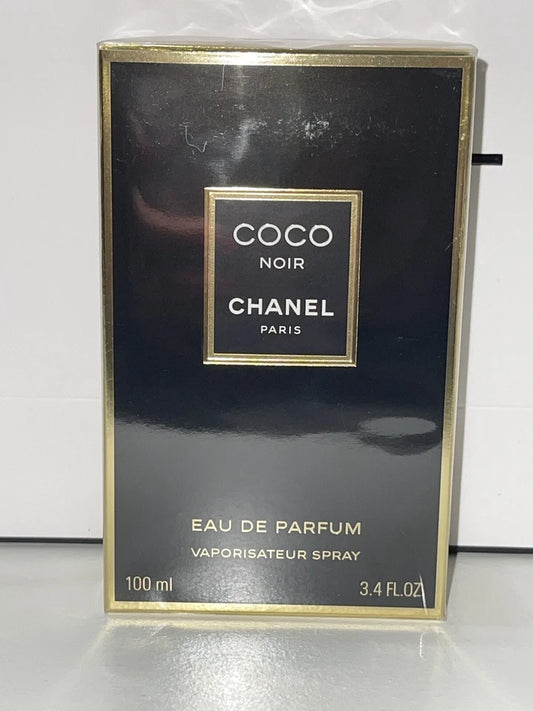 COCO
NOIR
CHANEL
PARIS
EAU DE PARFUM
VAPORISATEUR SPRAY
100 ml
3.4 FL.OZ